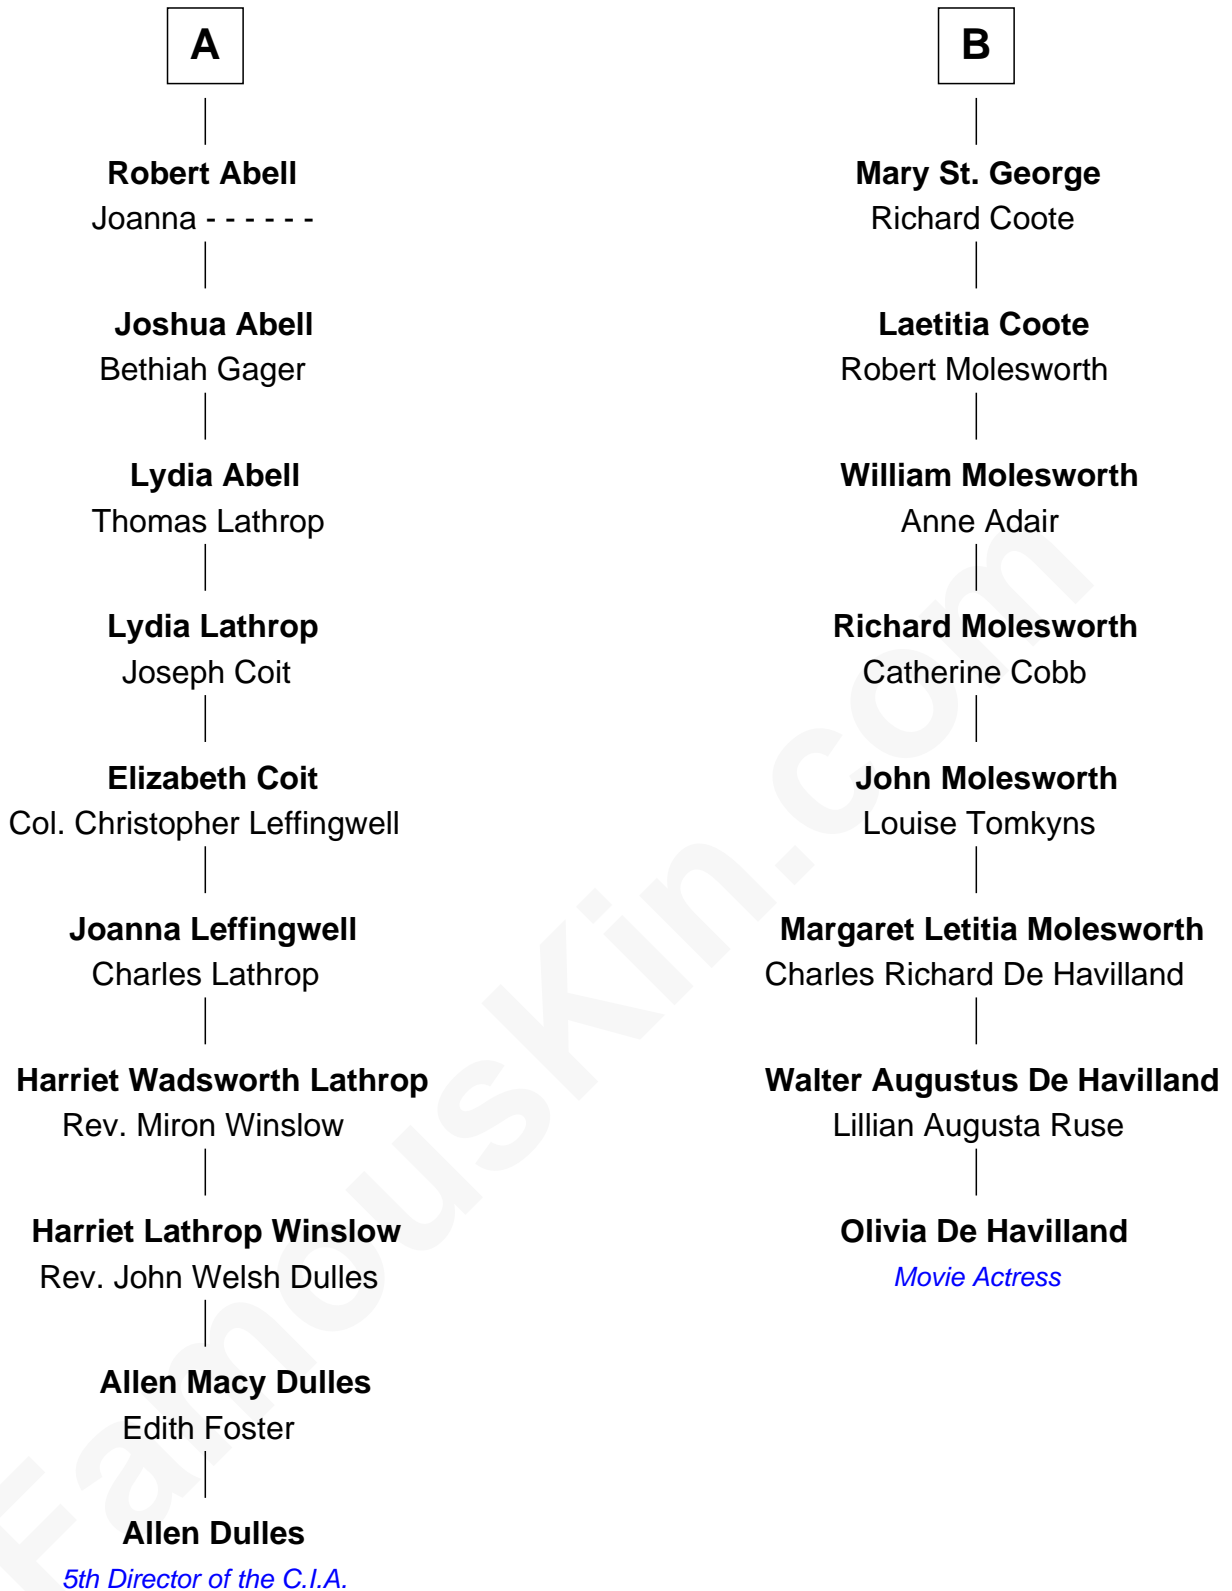 A
Robert Abell
Joanna - - - - - -
Joshua Abell
Bethiah Gager
Lydia Abell
Thomas Lathrop
Lydia Lathrop
Joseph Coit
Elizabeth Coit
Col. Christopher Leffingwell
Joanna Leffingwell
Charles Lathrop
Harriet Wadsworth Lathrop
Rev. Miron Winslow
Harriet Lathrop Winslow
Rev. John Welsh Dulles
Allen Macy Dulles
Edith Foster
Allen Dulles
5th Director of the C.I.A.
B
Mary St. George
Richard Coote
Laetitia Coote
Robert Molesworth
William Molesworth
Anne Adair
Richard Molesworth
Catherine Cobb
John Molesworth
Louise Tomkyns
Margaret Letitia Molesworth
Charles Richard De Havilland
Walter Augustus De Havilland
Lillian Augusta Ruse
Olivia De Havilland
Movie Actress
FamousKin.com